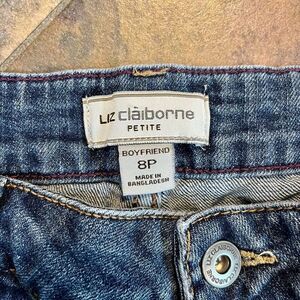 Liz claiborne
PETITE
BOYFRIEND
8P
MADE IN
BANGLADESH
LIZ CLAIBORNE